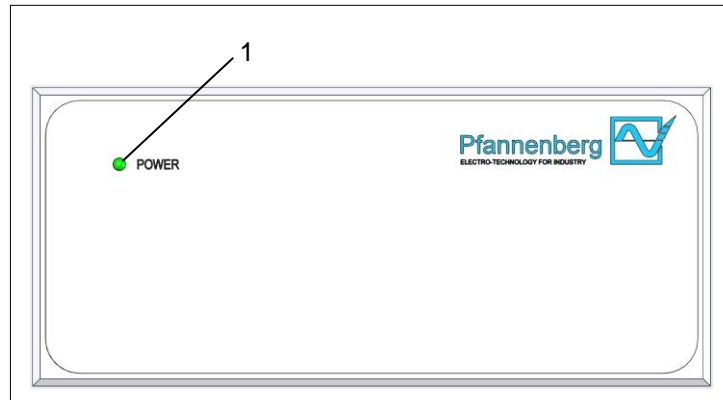 1
Pfannenberg
ELECTRO-TECHNOLOGY FOR INDUSTRY
POWER